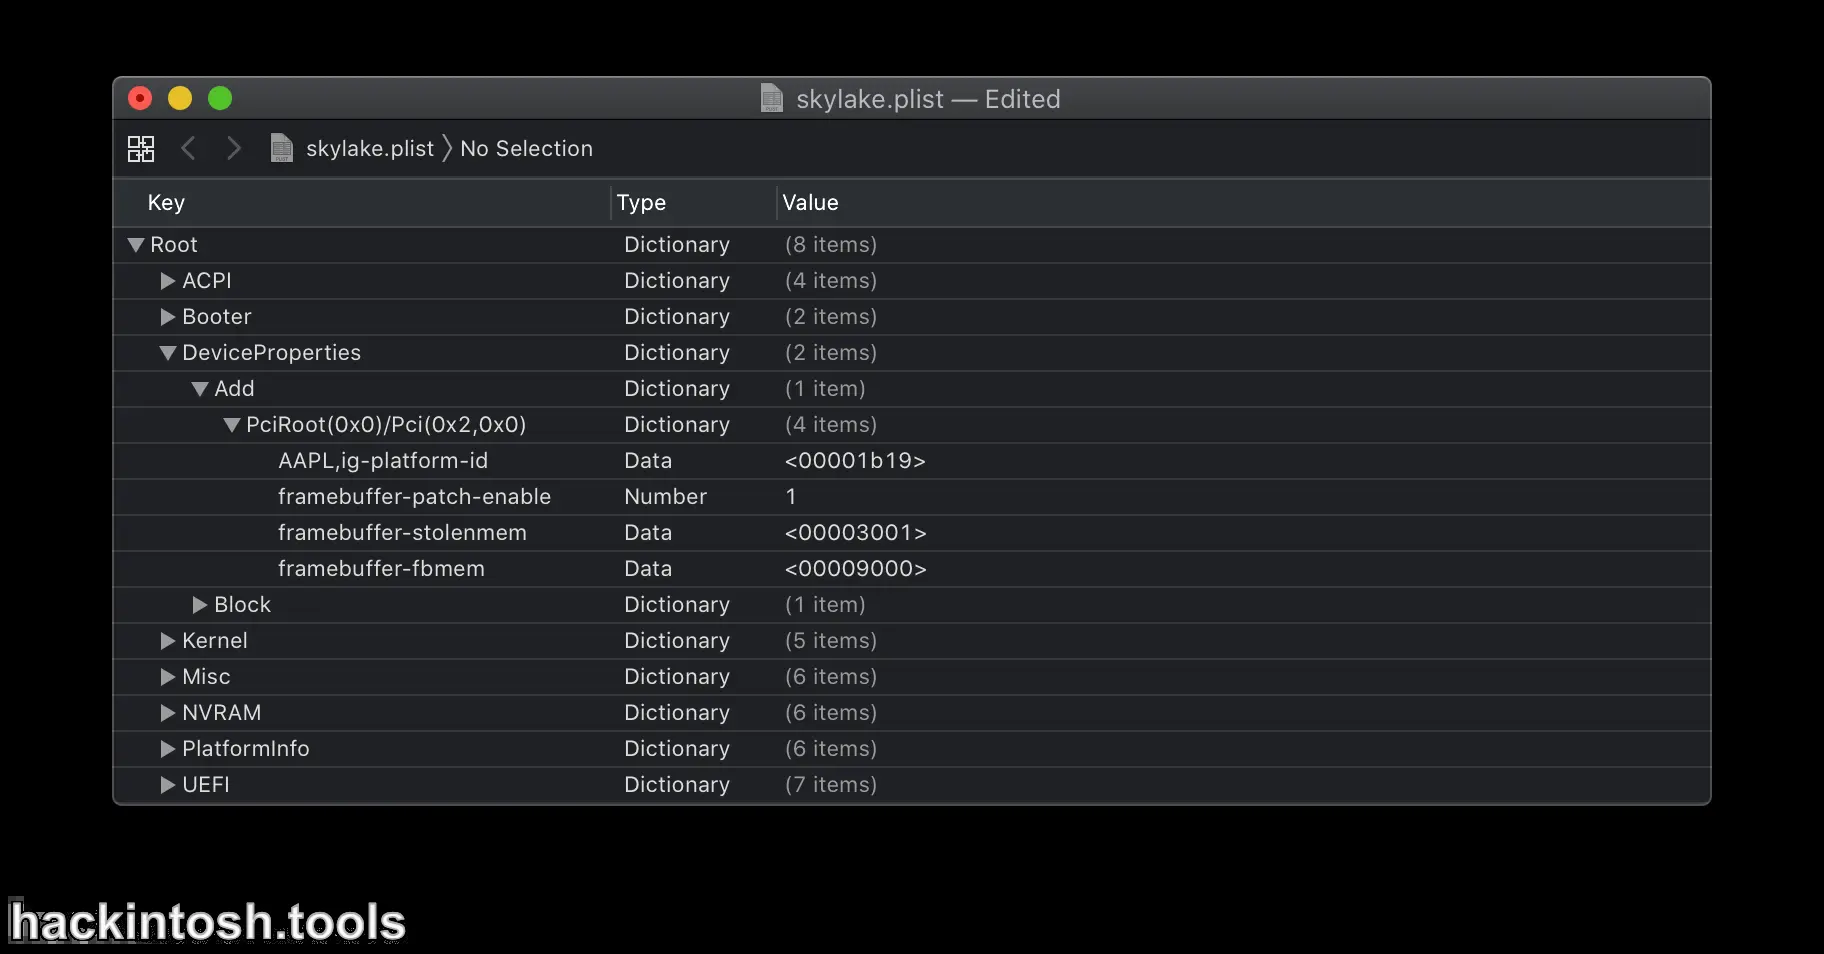 skylake.plist — Edited
skylake.plist 〉 No Selection
Key Type Value
Root Dictionary (8 items)
ACPI Dictionary (4 items)
Booter Dictionary (2 items)
DeviceProperties Dictionary (2 items)
Add Dictionary (1 item)
PciRoot(0x0)/Pci(0x2,0x0) Dictionary (4 items)
AAPL,ig-platform-id Data <00001b19>
framebuffer-patch-enable Number 1
framebuffer-stolenmem Data <00003001>
framebuffer-fbmem Data <00009000>
Block Dictionary (1 item)
Kernel Dictionary (5 items)
Misc Dictionary (6 items)
NVRAM Dictionary (6 items)
PlatformInfo Dictionary (6 items)
UEFI Dictionary (7 items)
hackintosh.tools